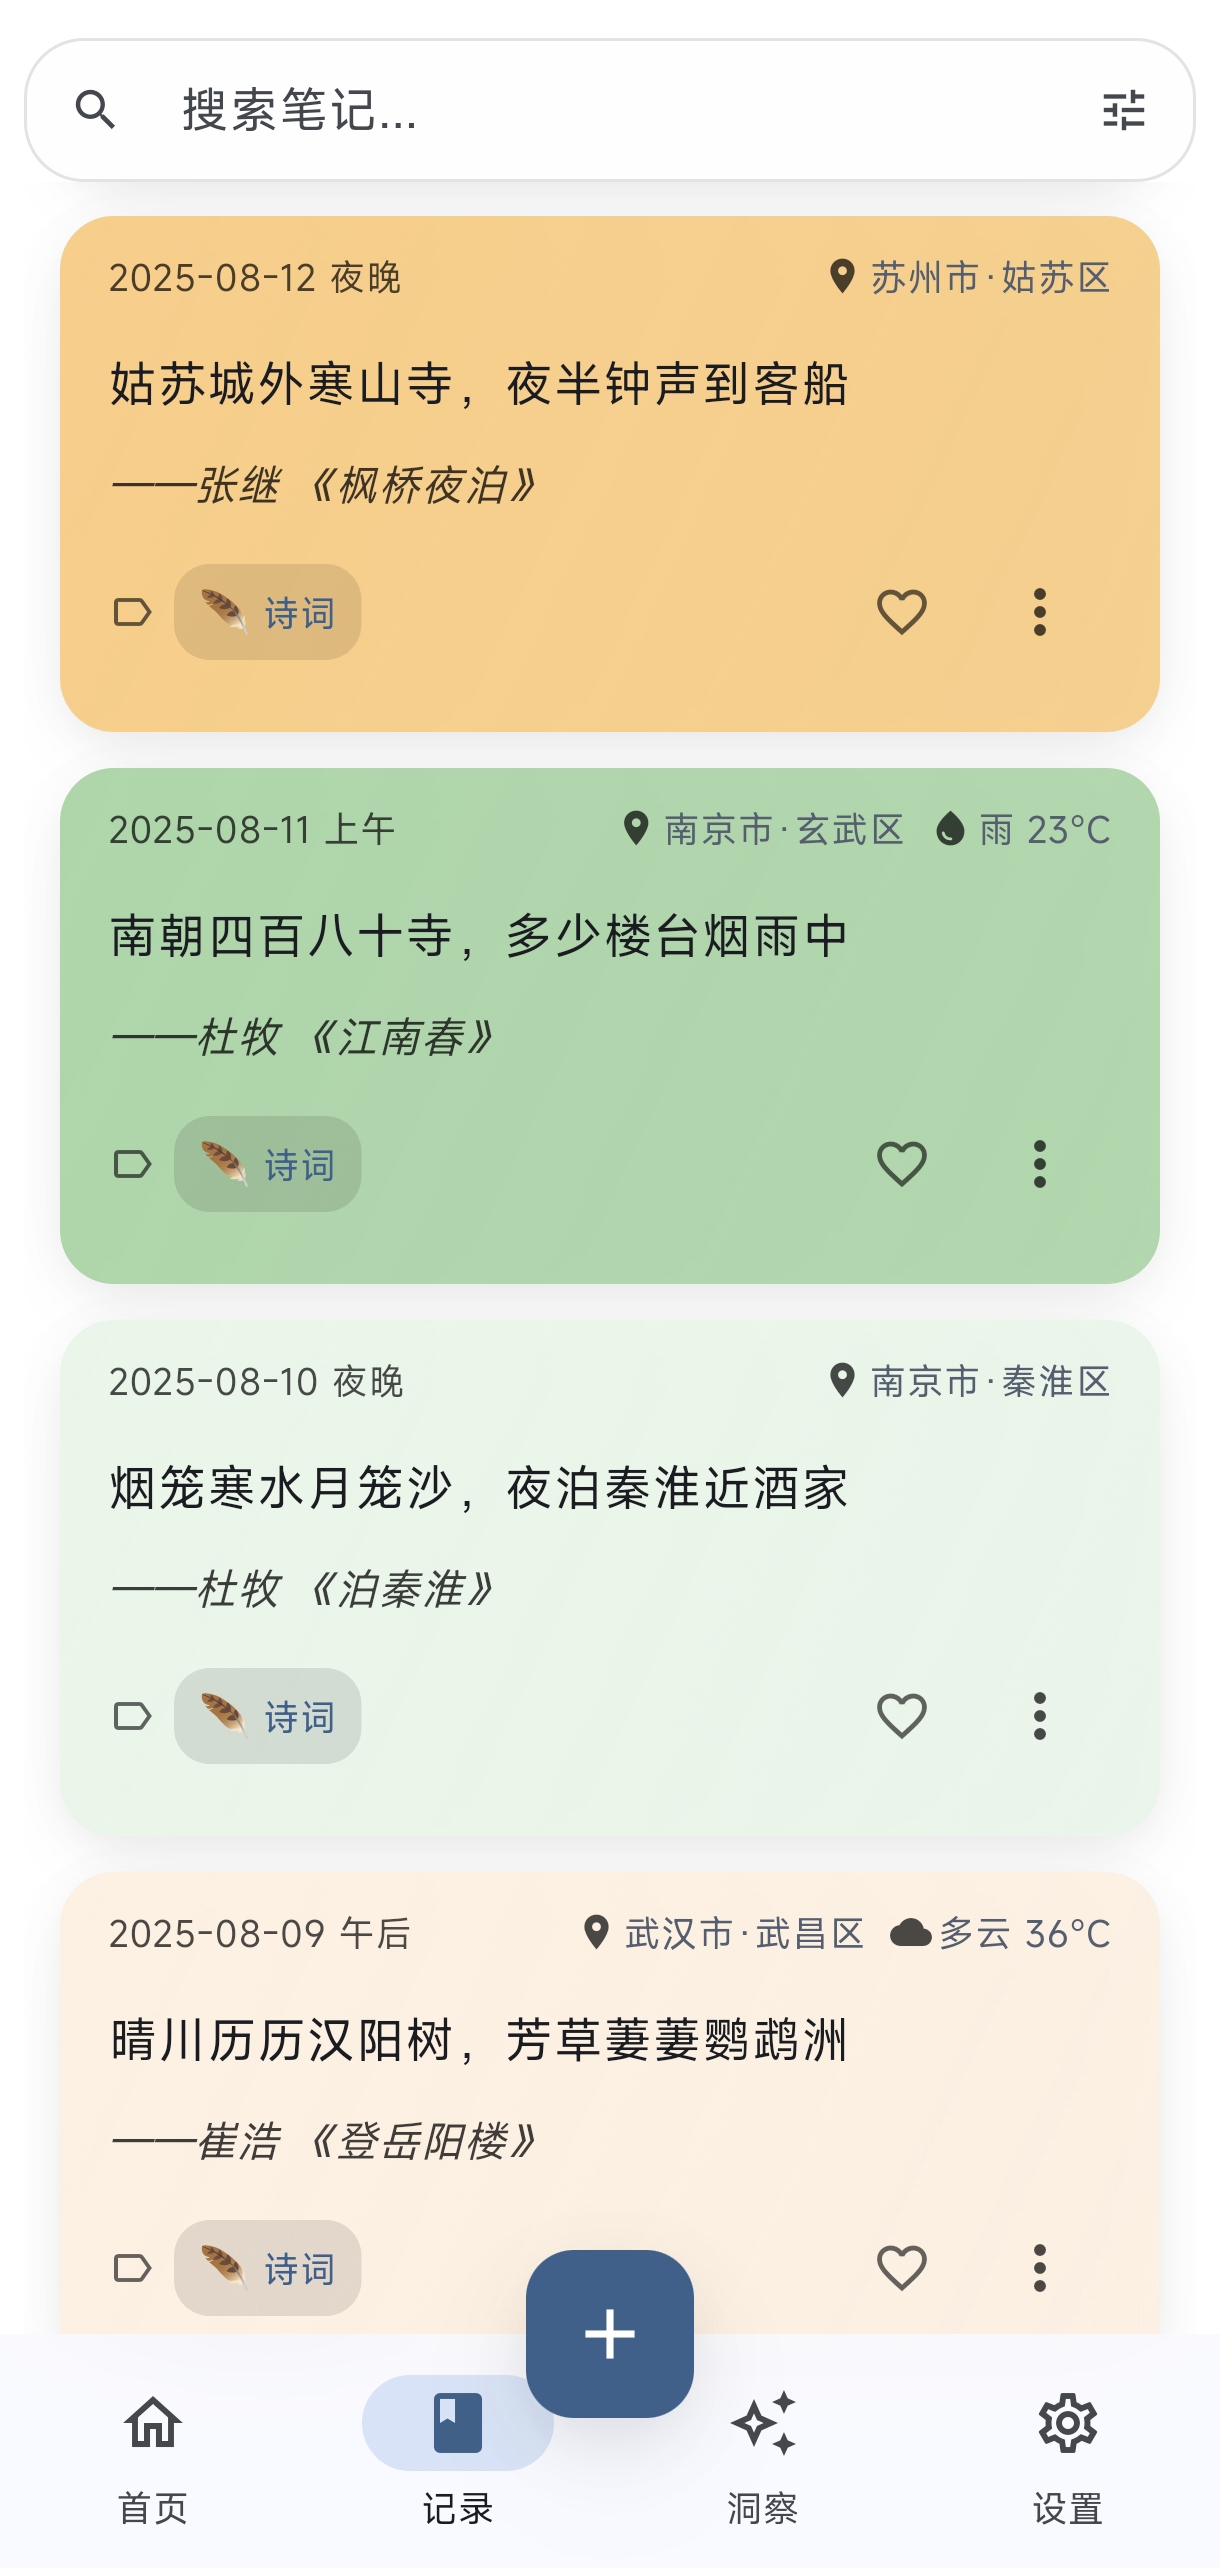 搜索笔记...
2025-08-12 夜晚 苏州市·姑苏区
姑苏城外寒山寺，夜半钟声到客船
——张继 《枫桥夜泊》
诗词
2025-08-11 上午 南京市·玄武区 雨 23°C
南朝四百八十寺，多少楼台烟雨中
——杜牧 《江南春》
诗词
2025-08-10 夜晚 南京市·秦淮区
烟笼寒水月笼沙，夜泊秦淮近酒家
——杜牧 《泊秦淮》
诗词
2025-08-09 午后 武汉市·武昌区 多云 36°C
晴川历历汉阳树，芳草萋萋鹦鹉洲
——崔浩 《登岳阳楼》
诗词
首页 记录 洞察 设置